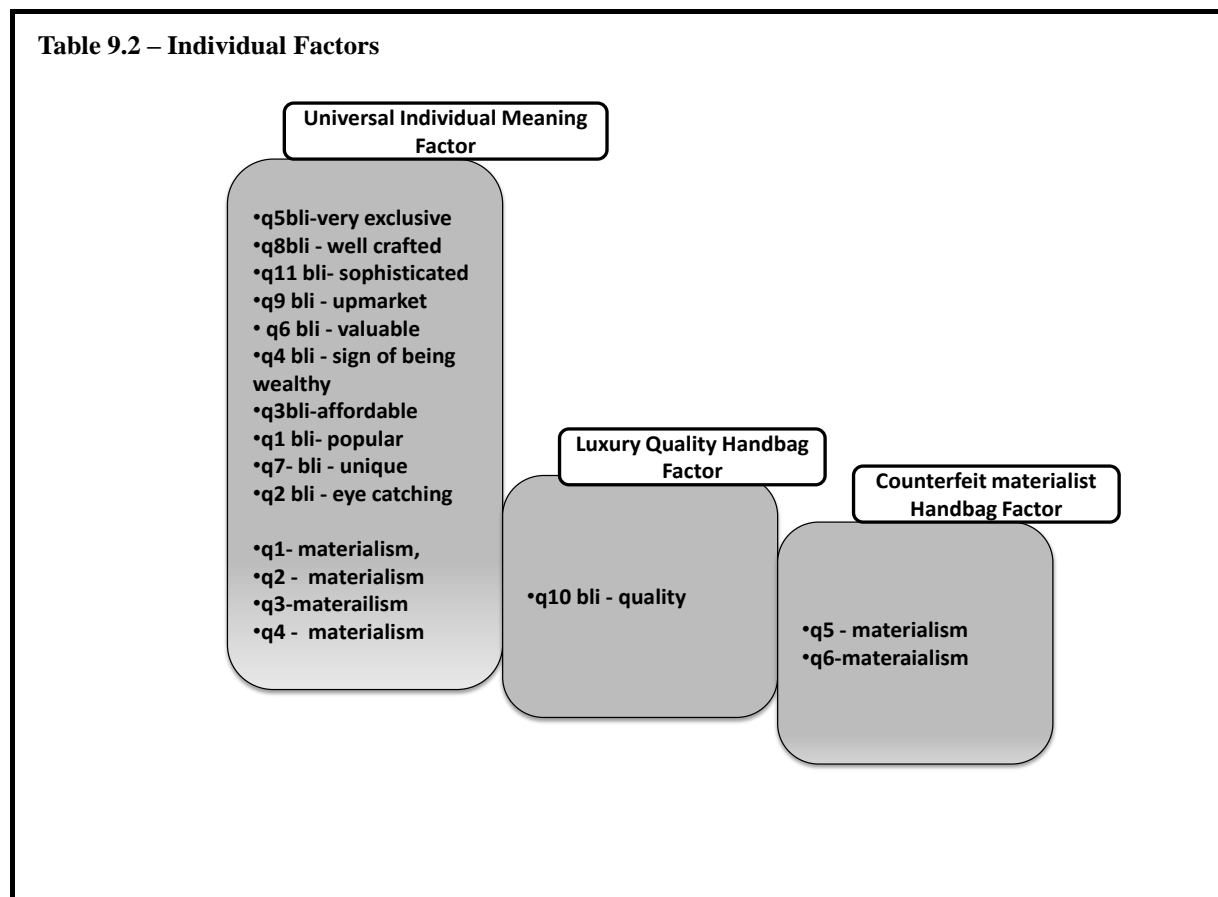 Table 9.2 – Individual Factors
Universal Individual Meaning
Factor
•q5bli-very exclusive
•q8bli - well crafted
•q11 bli- sophisticated
•q9 bli - upmarket
• q6 bli - valuable
•q4 bli - sign of being
wealthy
•q3bli-affordable
•q1 bli- popular
•q7- bli - unique
•q2 bli - eye catching
•q1- materialism,
•q2 -  materialism
•q3-materailism
•q4 -  materialism
Luxury Quality Handbag
Factor
•q10 bli - quality
Counterfeit materialist
Handbag Factor
•q5 - materialism
•q6-materaialism